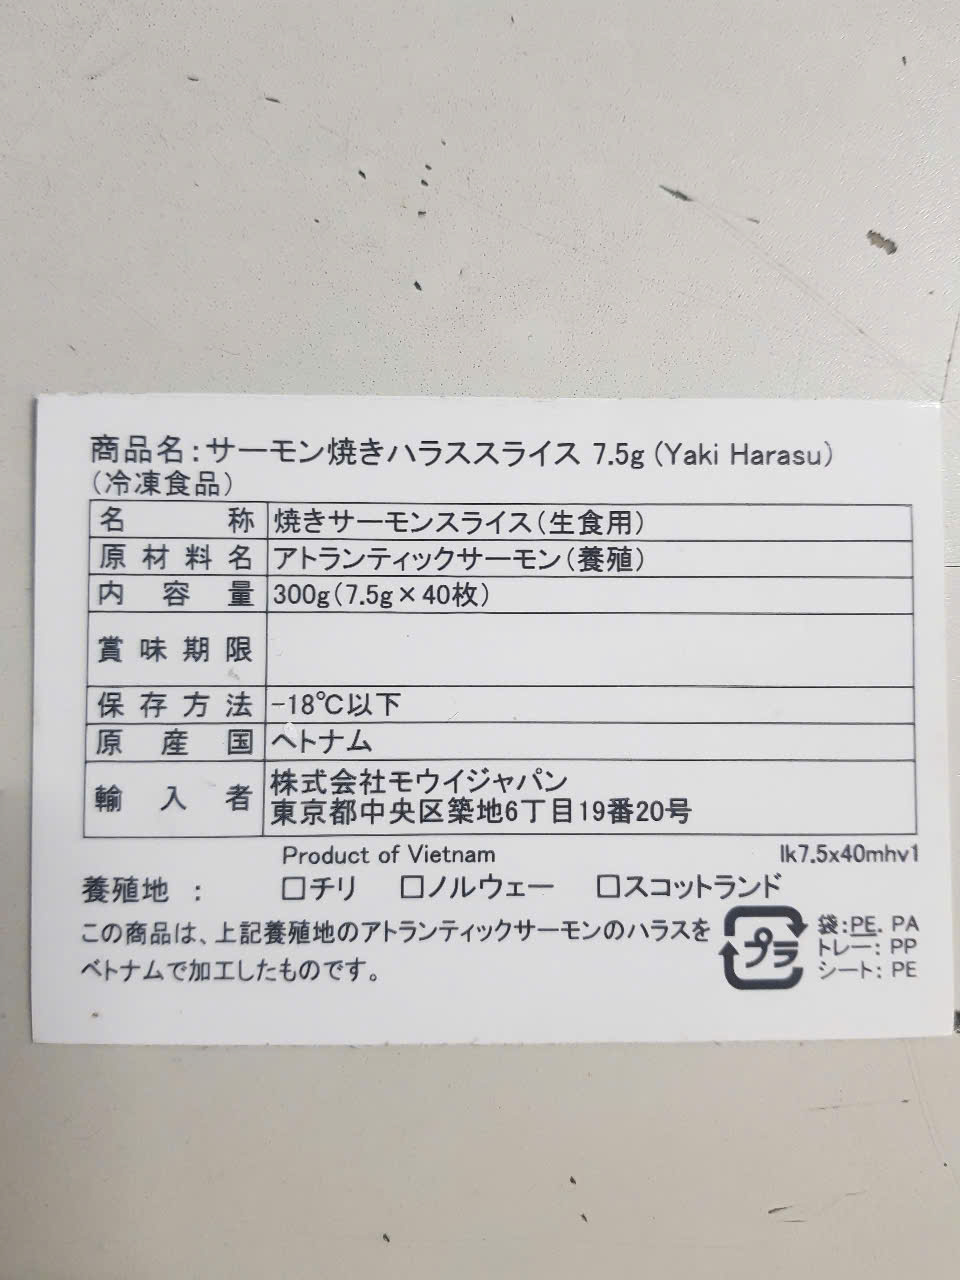 商品名:サーモン焼きハラススライス 7.5g (Yaki Harasu)
(冷凍食品)
名称 焼きサーモンスライス(生食用)
原材料名 アトランティックサーモン(養殖)
内容量 300g(7.5g×40枚)
賞味期限
保存方法 -18℃以下
原産国 ベトナム
輸入者 株式会社モウイジャパン
東京都中央区築地6丁目19番20号
Product of Vietnam lk7.5x40mhv1
養殖地 : □チリ □ノルウェー □スコットランド
この商品は、上記養殖地のアトランティックサーモンのハラスを
ベトナムで加工したものです。
プラ
袋:PE. PA
トレー: PP
シート: PE